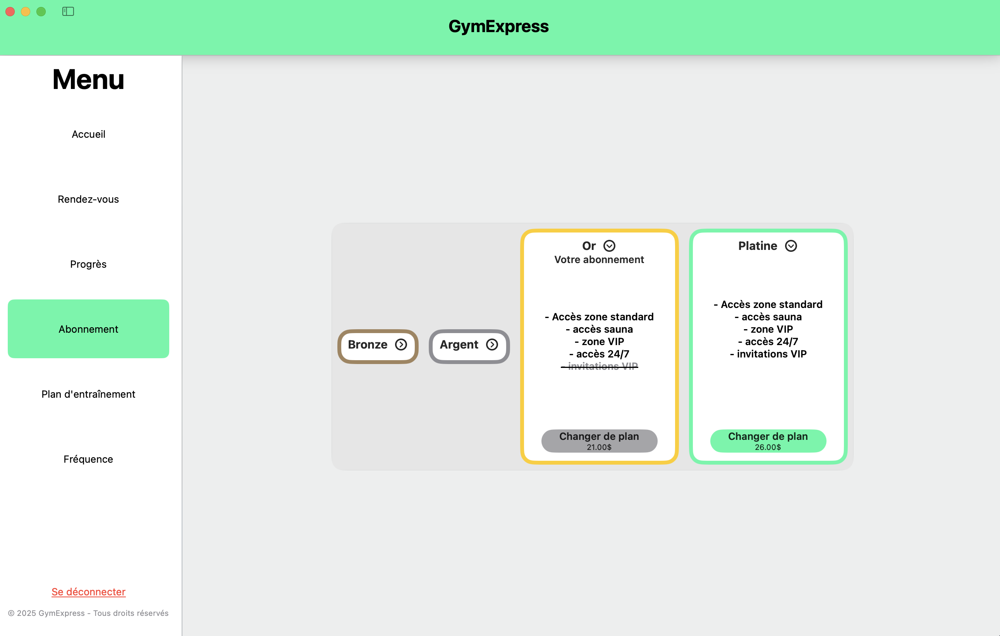 GymExpress
Menu
Accueil
Rendez-vous
Progrès
Abonnement
Plan d'entraînement
Fréquence
Se déconnecter
© 2025 GymExpress - Tous droits réservés
Bronze
Argent
Or
Votre abonnement
- Accès zone standard
- accès sauna
- zone VIP
- accès 24/7
- invitations VIP
Changer de plan
21.00$
Platine
- Accès zone standard
- accès sauna
- zone VIP
- accès 24/7
- invitations VIP
Changer de plan
26.00$